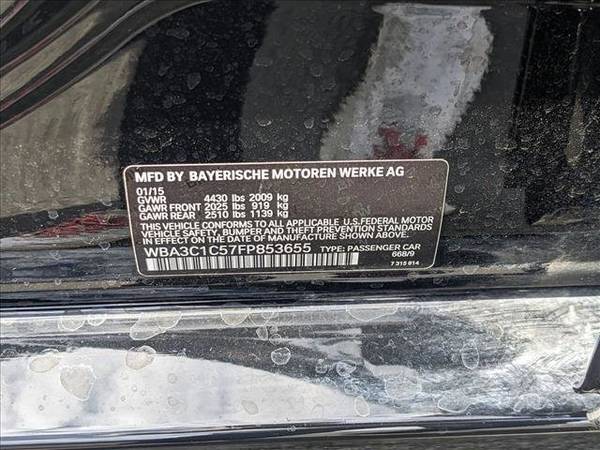 MFD BY BAYERISCHE MOTOREN WERKE AG
01/15
GVWR 4430 lbs 2009 kg
GAWR FRONT 2025 lbs 919 kg
GAWR REAR 2510 lbs 1139 kg
THIS VEHICLE CONFORMS TO ALL APPLICABLE U.S.FEDERAL MOTOR
VEHICLE SAFETY, BUMPER AND THEFT PREVENTION STANDARDS
IN EFFECT ON THE DATE OF MANUFACTURE SHOWN ABOVE.
WBA3C1C57FP853655 TYPE: PASSENGER CAR
668/9
7 315 914